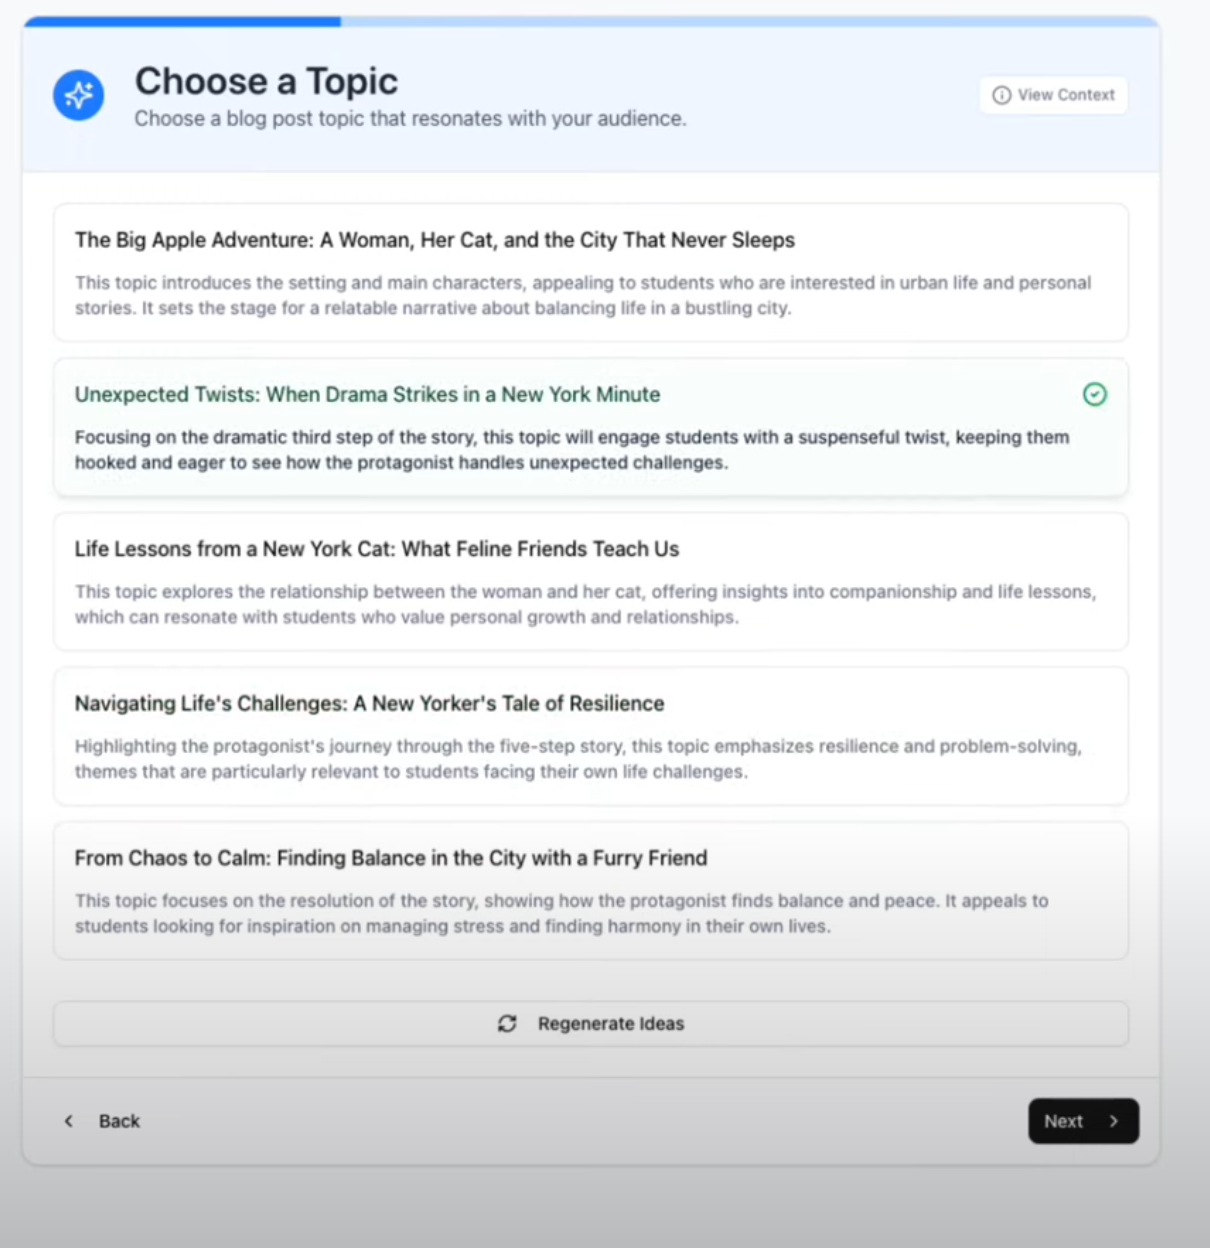 Choose a Topic
Choose a blog post topic that resonates with your audience.
View Context
The Big Apple Adventure: A Woman, Her Cat, and the City That Never Sleeps
This topic introduces the setting and main characters, appealing to students who are interested in urban life and personal
stories. It sets the stage for a relatable narrative about balancing life in a bustling city.
Unexpected Twists: When Drama Strikes in a New York Minute
Focusing on the dramatic third step of the story, this topic will engage students with a suspenseful twist, keeping them
hooked and eager to see how the protagonist handles unexpected challenges.
Life Lessons from a New York Cat: What Feline Friends Teach Us
This topic explores the relationship between the woman and her cat, offering insights into companionship and life lessons,
which can resonate with students who value personal growth and relationships.
Navigating Life's Challenges: A New Yorker's Tale of Resilience
Highlighting the protagonist's journey through the five-step story, this topic emphasizes resilience and problem-solving,
themes that are particularly relevant to students facing their own life challenges.
From Chaos to Calm: Finding Balance in the City with a Furry Friend
This topic focuses on the resolution of the story, showing how the protagonist finds balance and peace. It appeals to
students looking for inspiration on managing stress and finding harmony in their own lives.
Regenerate Ideas
Back
Next